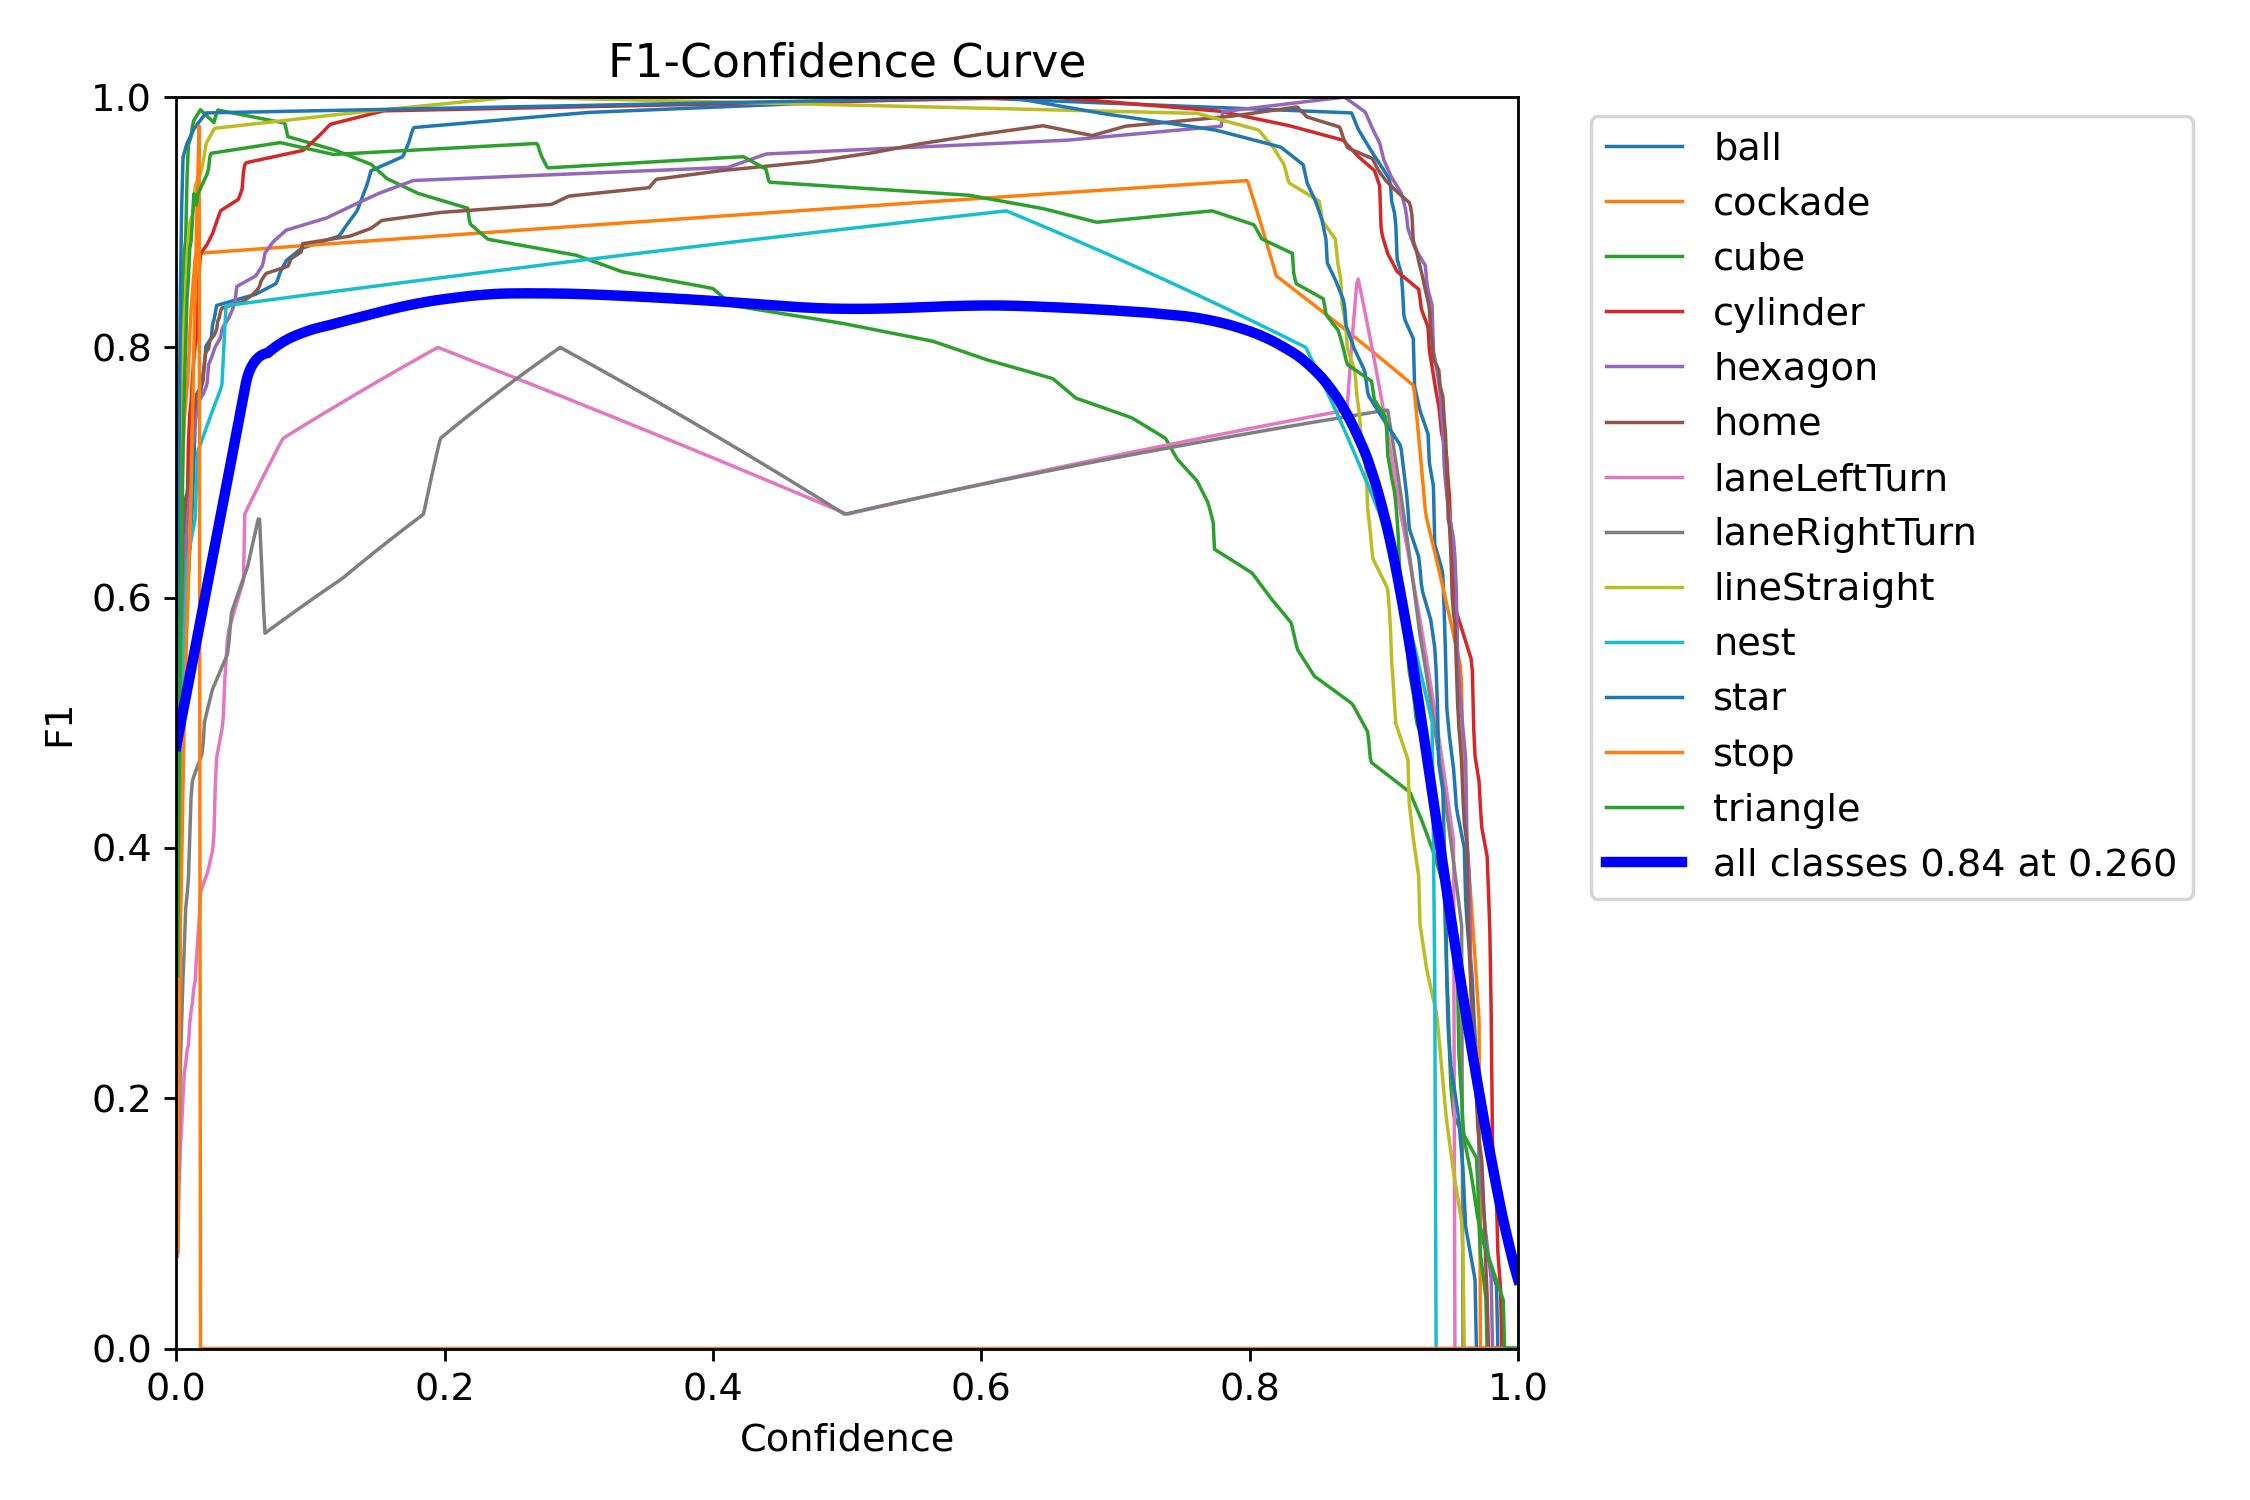 F1-Confidence Curve
1.0
0.8
0.6
0.4
0.2
0.0
F1
0.0 0.2 0.4 0.6 0.8 1.0
Confidence
ball
cockade
cube
cylinder
hexagon
home
laneLeftTurn
laneRightTurn
lineStraight
nest
star
stop
triangle
all classes 0.84 at 0.260